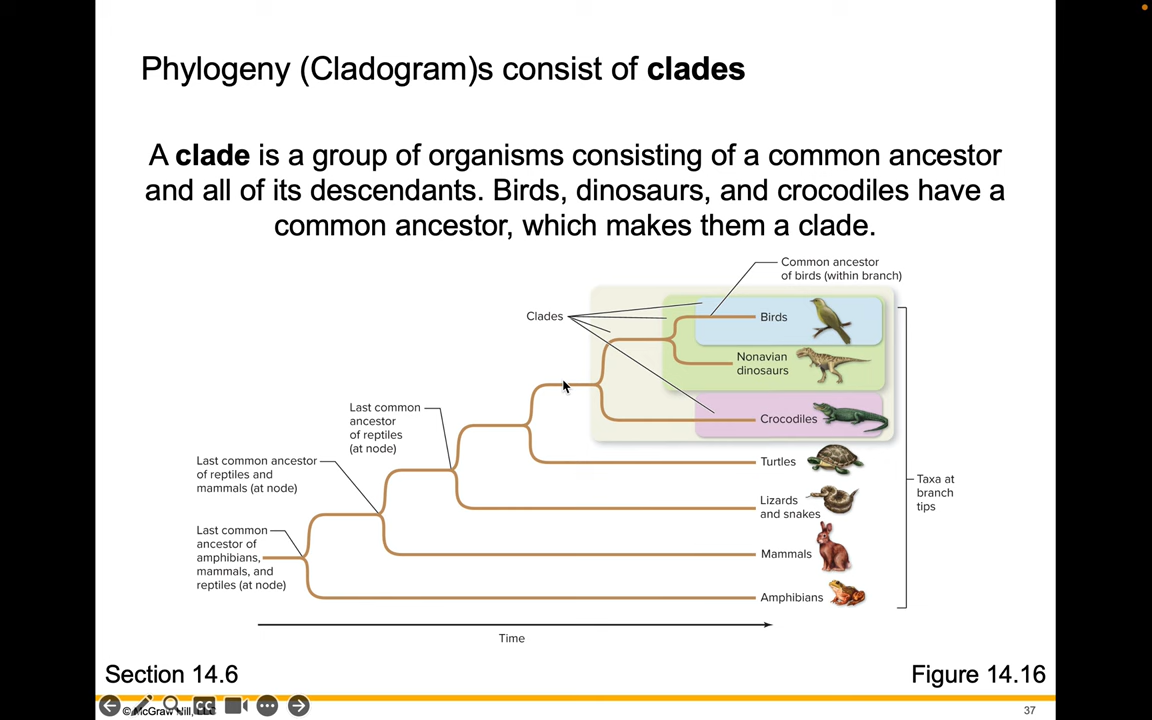 Phylogeny (Cladogram)s consist of clades
A clade is a group of organisms consisting of a common ancestor
and all of its descendants. Birds, dinosaurs, and crocodiles have a
common ancestor, which makes them a clade.
Common ancestor
of birds (within branch)
Clades
Birds
Nonavian
dinosaurs
Crocodiles
Last common
ancestor
of reptiles
(at node)
Turtles
Last common ancestor
of reptiles and
mammals (at node)
Lizards
and snakes
Taxa at
branch
tips
Last common
ancestor of
amphibians,
mammals, and
reptiles (at node)
Mammals
Amphibians
Time
Section 14.6
Figure 14.16
CC
© McGraw Hill, LLC
37